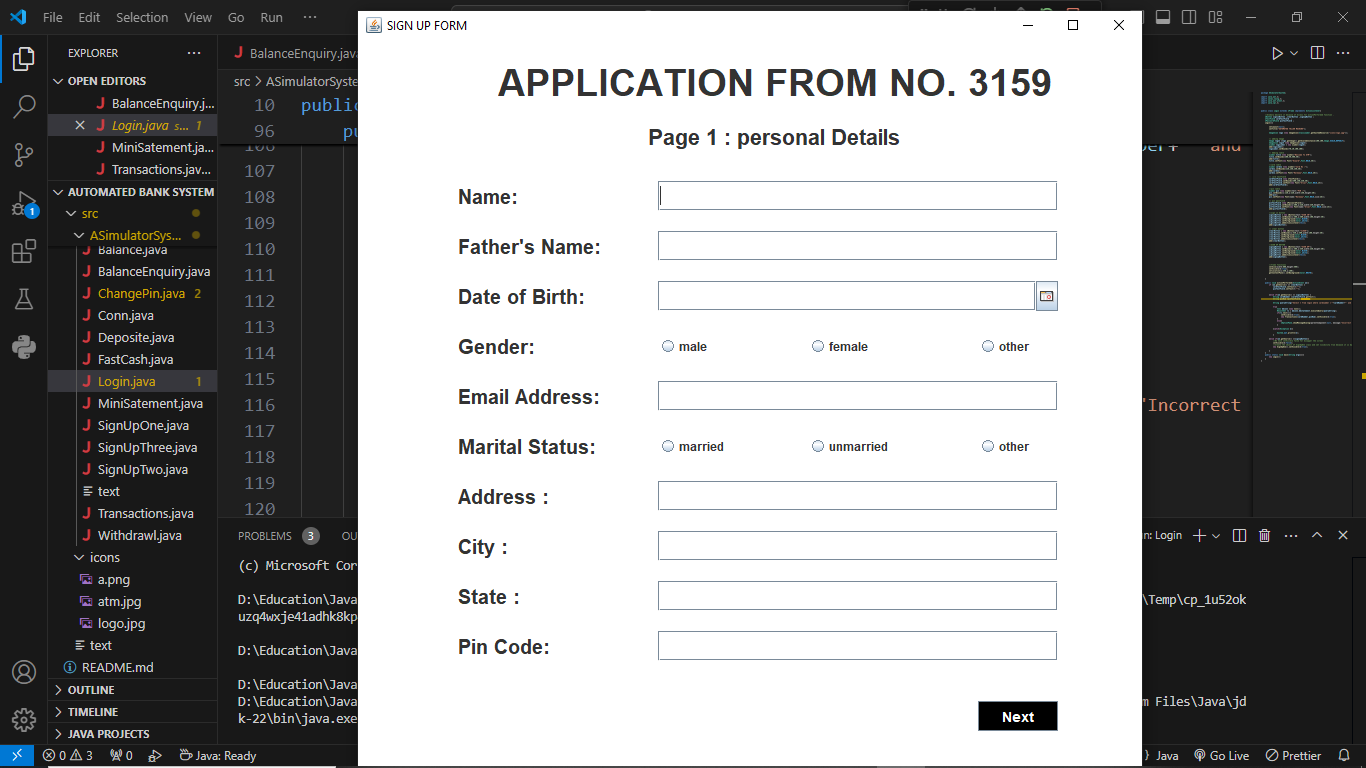 File Edit Selection View Go Run ···
SIGN UP FORM
EXPLORER
OPEN EDITORS
BalanceEnquiry.j...
Login.java s... 1
MiniSatement.ja...
Transactions.jav...
AUTOMATED BANK SYSTEM
src
ASimulatorSys...
Balance.java
BalanceEnquiry.java
ChangePin.java 2
Conn.java
Deposite.java
FastCash.java
Login.java 1
MiniSatement.java
SignUpOne.java
SignUpThree.java
SignUpTwo.java
text
Transactions.java
Withdrawl.java
icons
a.png
atm.jpg
logo.jpg
text
README.md
OUTLINE
TIMELINE
JAVA PROJECTS
1
BalanceEnquiry.java
src > ASimulatorSystem
10 public
96
106
107
108
109
110
111
112
113
114
115
116
117
118
119
120
and
"Incorrect
APPLICATION FROM NO. 3159
Page 1 : personal Details
Name:
Father's Name:
Date of Birth:
Gender: male female other
Email Address:
Marital Status: married unmarried other
Address :
City :
State :
Pin Code:
Next
PROBLEMS 3 OU
n: Login
(c) Microsoft Cor
D:\Education\Java
\Temp\cp_1u52ok
uzq4wxje41adhk8kp
D:\Education\Java
D:\Education\Java
D:\Education\Java
m Files\Java\jd
k-22\bin\java.exe
0 3 0 Java: Ready
} Java Go Live Prettier